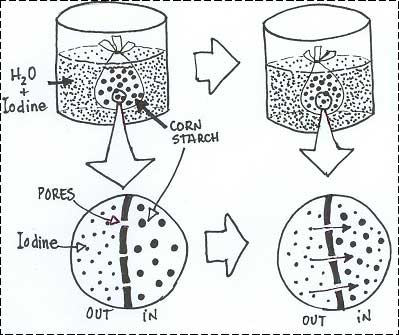 H₂O
+
Iodine
CORN
STARCH
PORES
Iodine
OUT iN
OUT iN